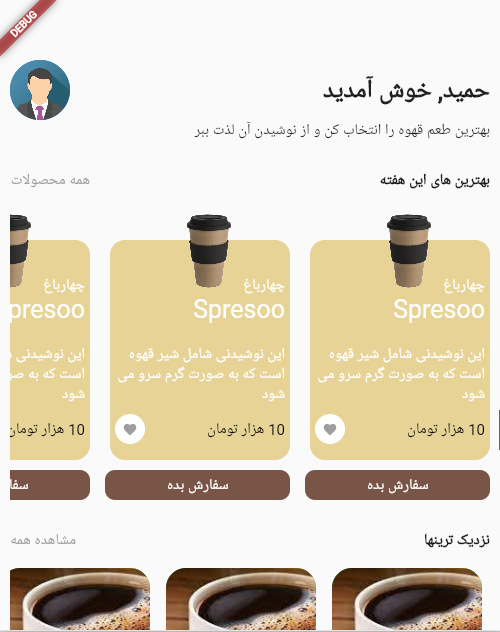 DEBUG
حمید, خوش آمدید
بهترین طعم قهوه را انتخاب کن و از نوشیدن آن لذت ببر
بهترین های این هفته
همه محصولات
چهارباغ
Spresoo
این نوشیدنی شامل شیر قهوه
است که به صورت گرم سرو می
شود
10 هزار تومان
سفارش بده
چهارباغ
Spresoo
این نوشیدنی شامل شیر قهوه
است که به صورت گرم سرو می
شود
10 هزار تومان
سفارش بده
چهارباغ
presoo
این نوشیدنی شامل
است که به صو
شود
10 هزار تومان
سفا
نزدیک ترینها
مشاهده همه